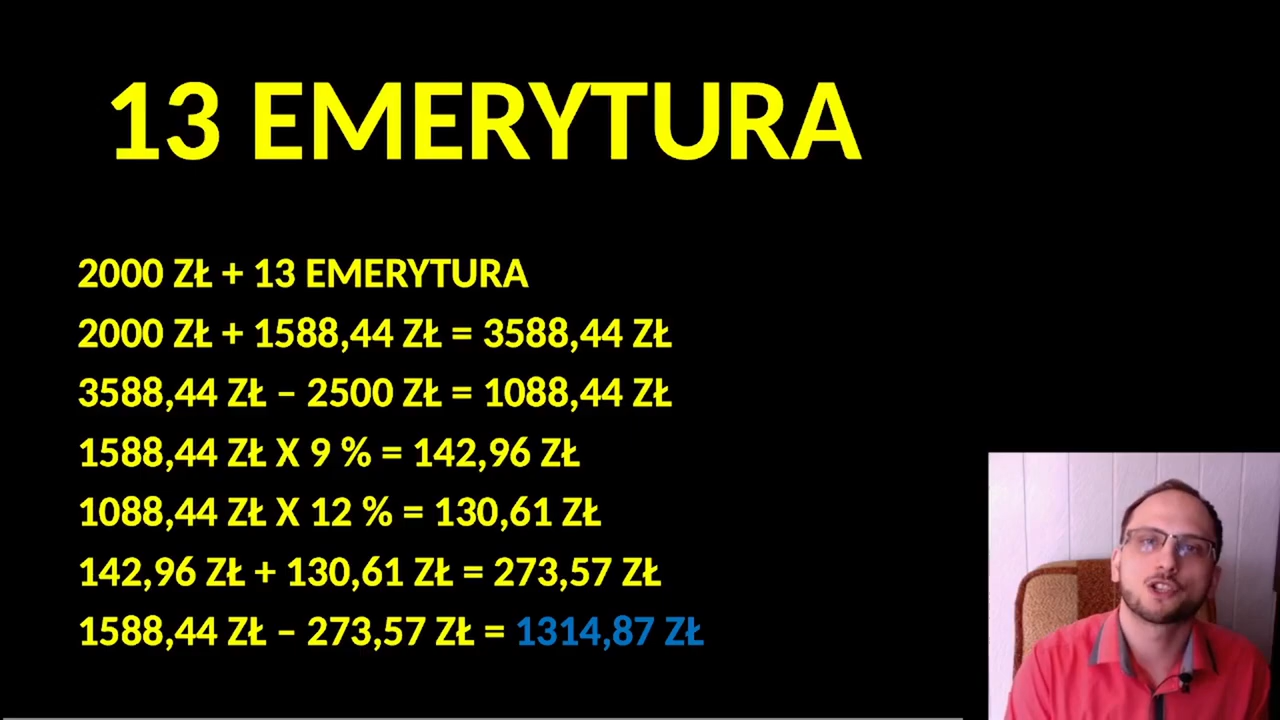 13 EMERYTURA
2000 ZŁ + 13 EMERYTURA
2000 ZŁ + 1588,44 ZŁ = 3588,44 ZŁ
3588,44 ZŁ – 2500 ZŁ = 1088,44 ZŁ
1588,44 ZŁ X 9 % = 142,96 ZŁ
1088,44 ZŁ X 12 % = 130,61 ZŁ
142,96 ZŁ + 130,61 ZŁ = 273,57 ZŁ
1588,44 ZŁ – 273,57 ZŁ = 1314,87 ZŁ